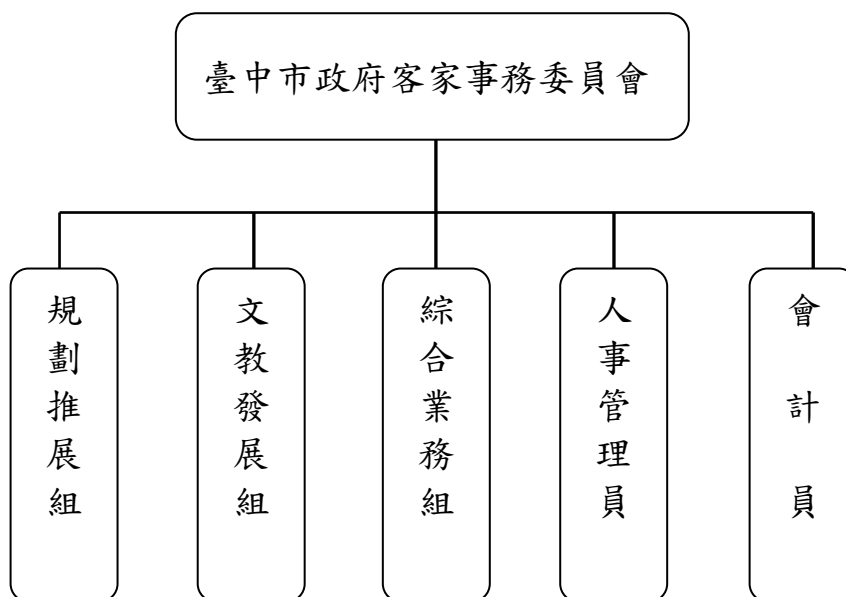 臺中市政府客家事務委員會
規劃推展組
文教發展組
綜合業務組
人事管理員
會計員